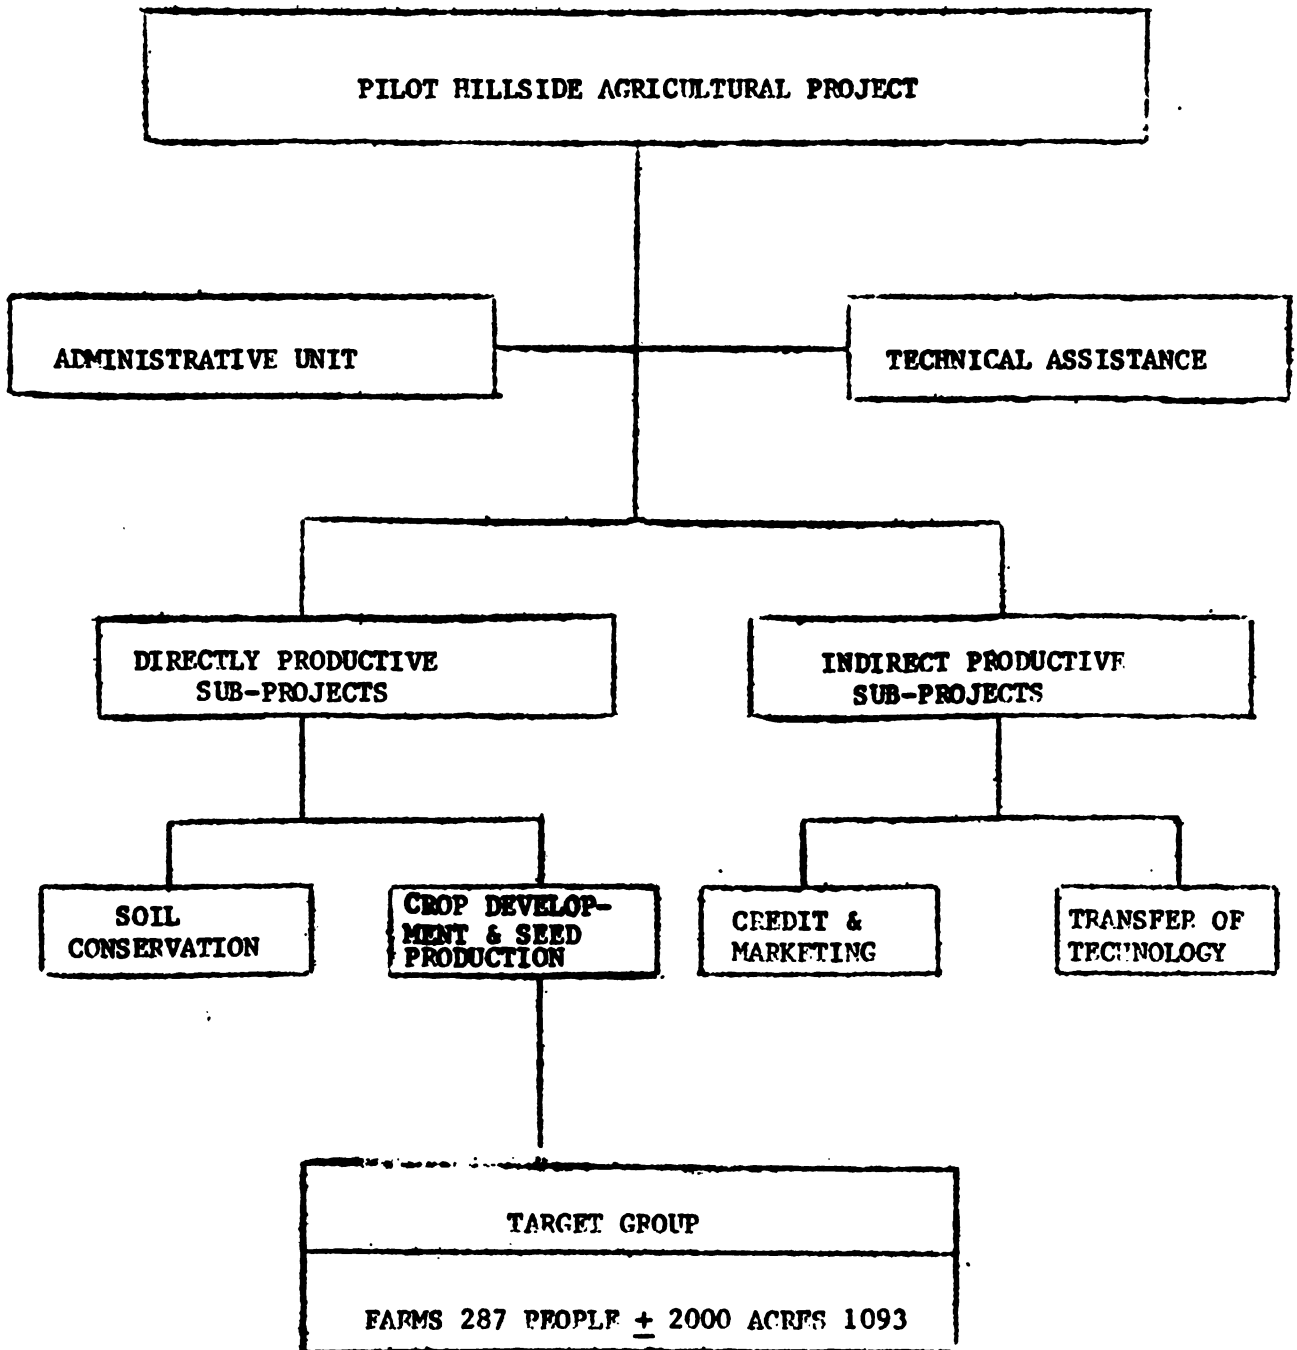 PILOT HILLSIDE AGRICULTURAL PROJECT
ADMINISTRATIVE UNIT
TECHNICAL ASSISTANCE
DIRECTLY PRODUCTIVE
SUB-PROJECTS
INDIRECT PRODUCTIVE
SUB-PROJECTS
SOIL
CONSERVATION
CROP DEVELOP-
MENT & SEED
PRODUCTION
CREDIT &
MARKETING
TRANSFER OF
TECHNOLOGY
TARGET GROUP
FARMS 287 PEOPLE ± 2000 ACRES 1093